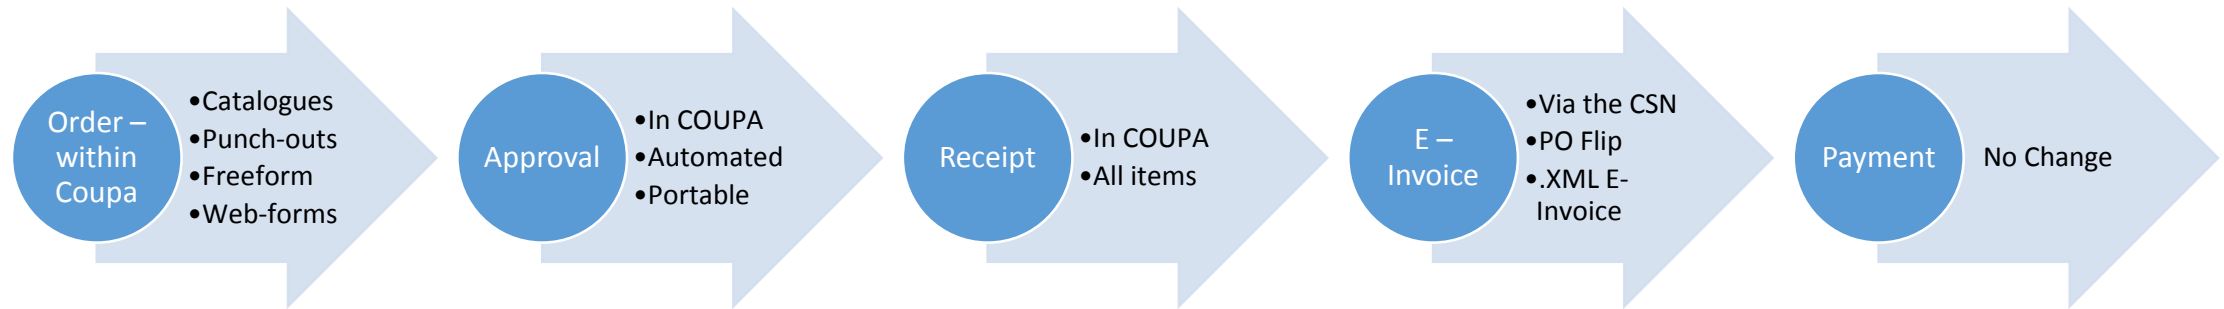 Order –
within
Coupa
•Catalogues
•Punch-outs
•Freeform
•Web-forms
Approval
•In COUPA
•Automated
•Portable
Receipt
•In COUPA
•All items
E –
Invoice
•Via the CSN
•PO Flip
•.XML E-
Invoice
Payment
No Change